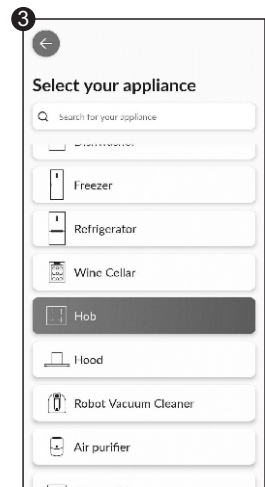 3
Select your appliance
Search for your appliance
Dishwasher
Freezer
Refrigerator
Wine Cellar
Hob
Hood
Robot Vacuum Cleaner
Air purifier